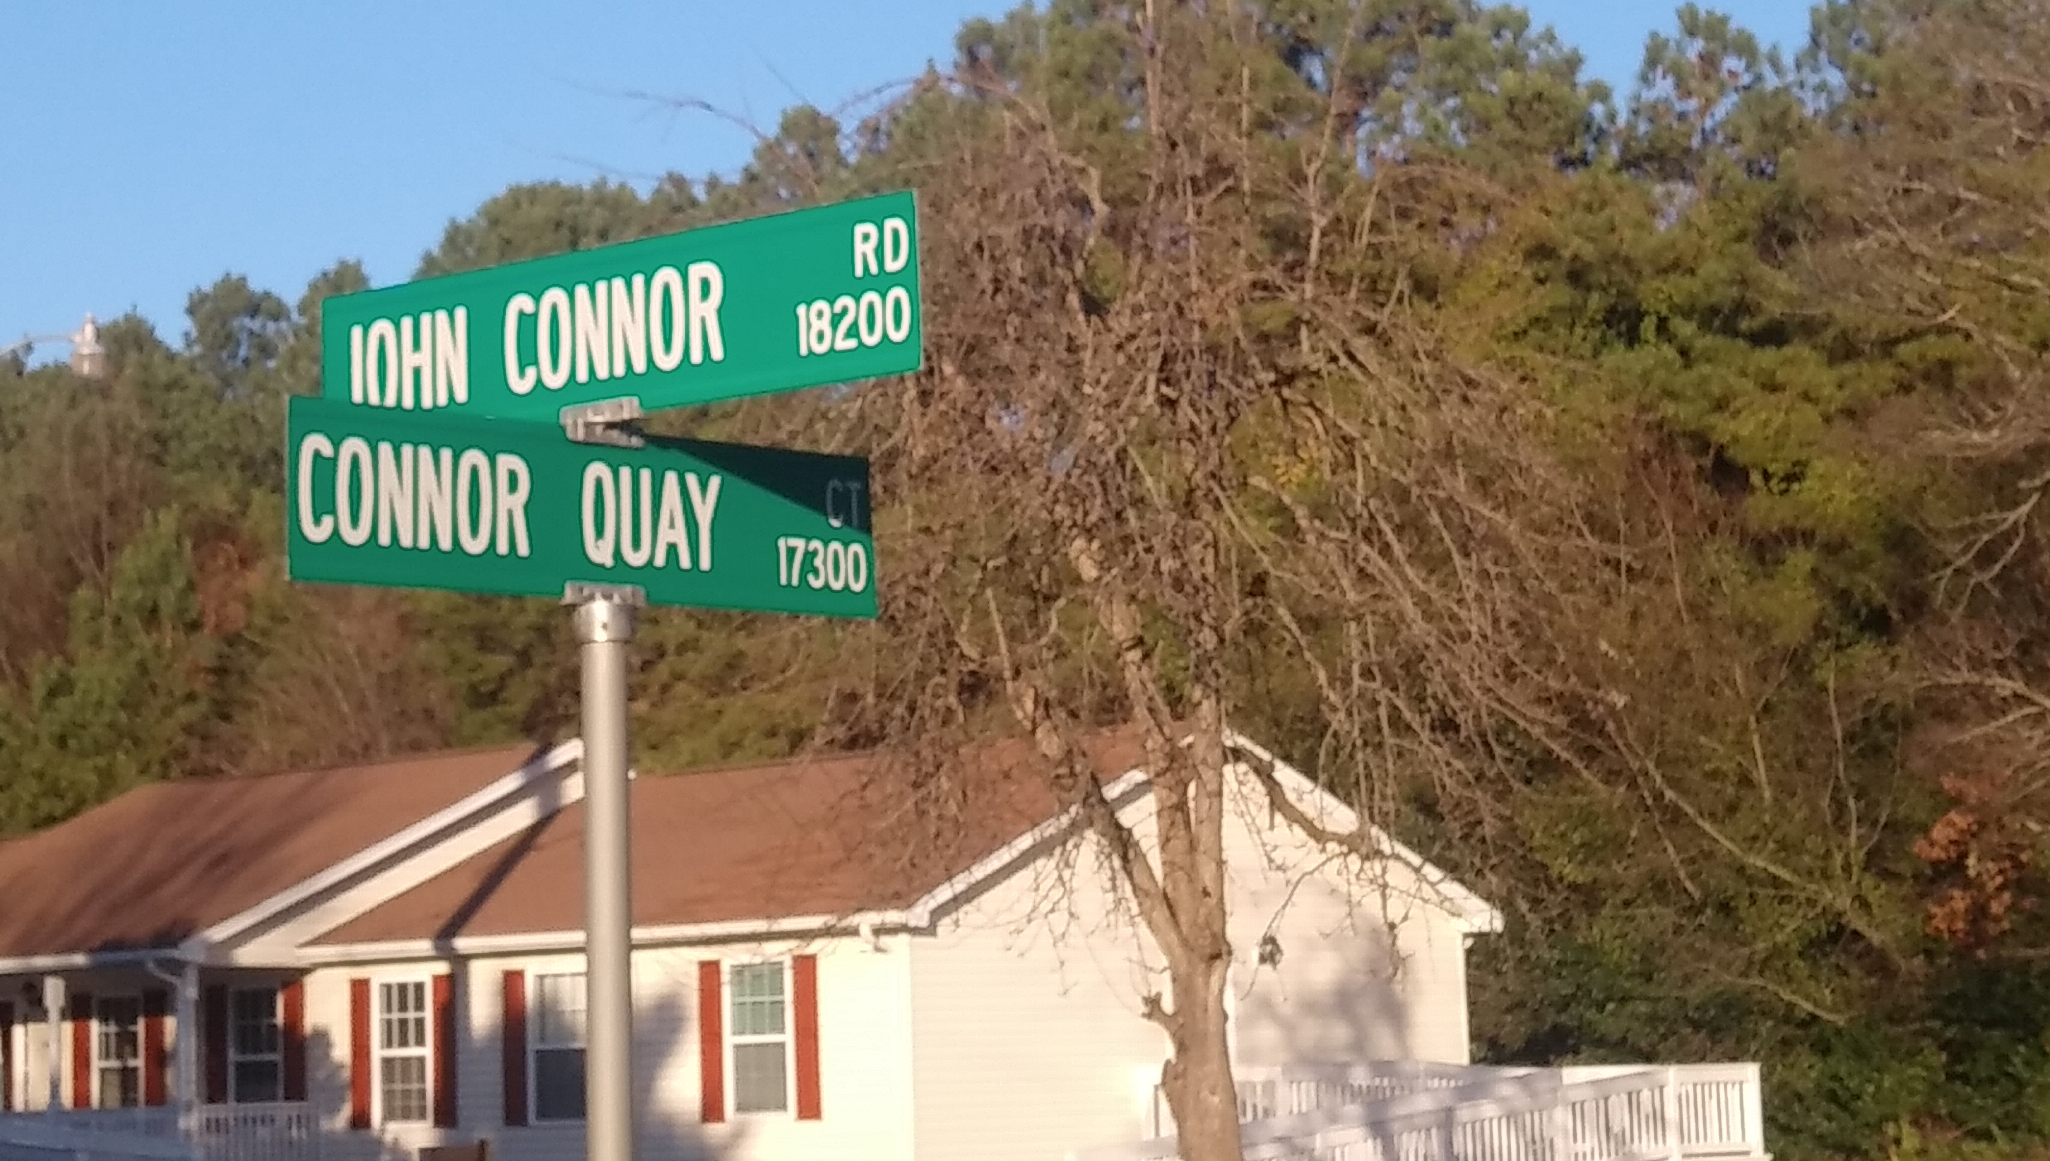 JOHN CONNOR RD
18200
CONNOR QUAY CT
17300